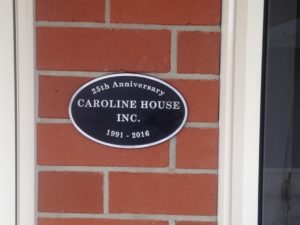 25th Anniversary
CAROLINE HOUSE
INC.
1991 - 2016